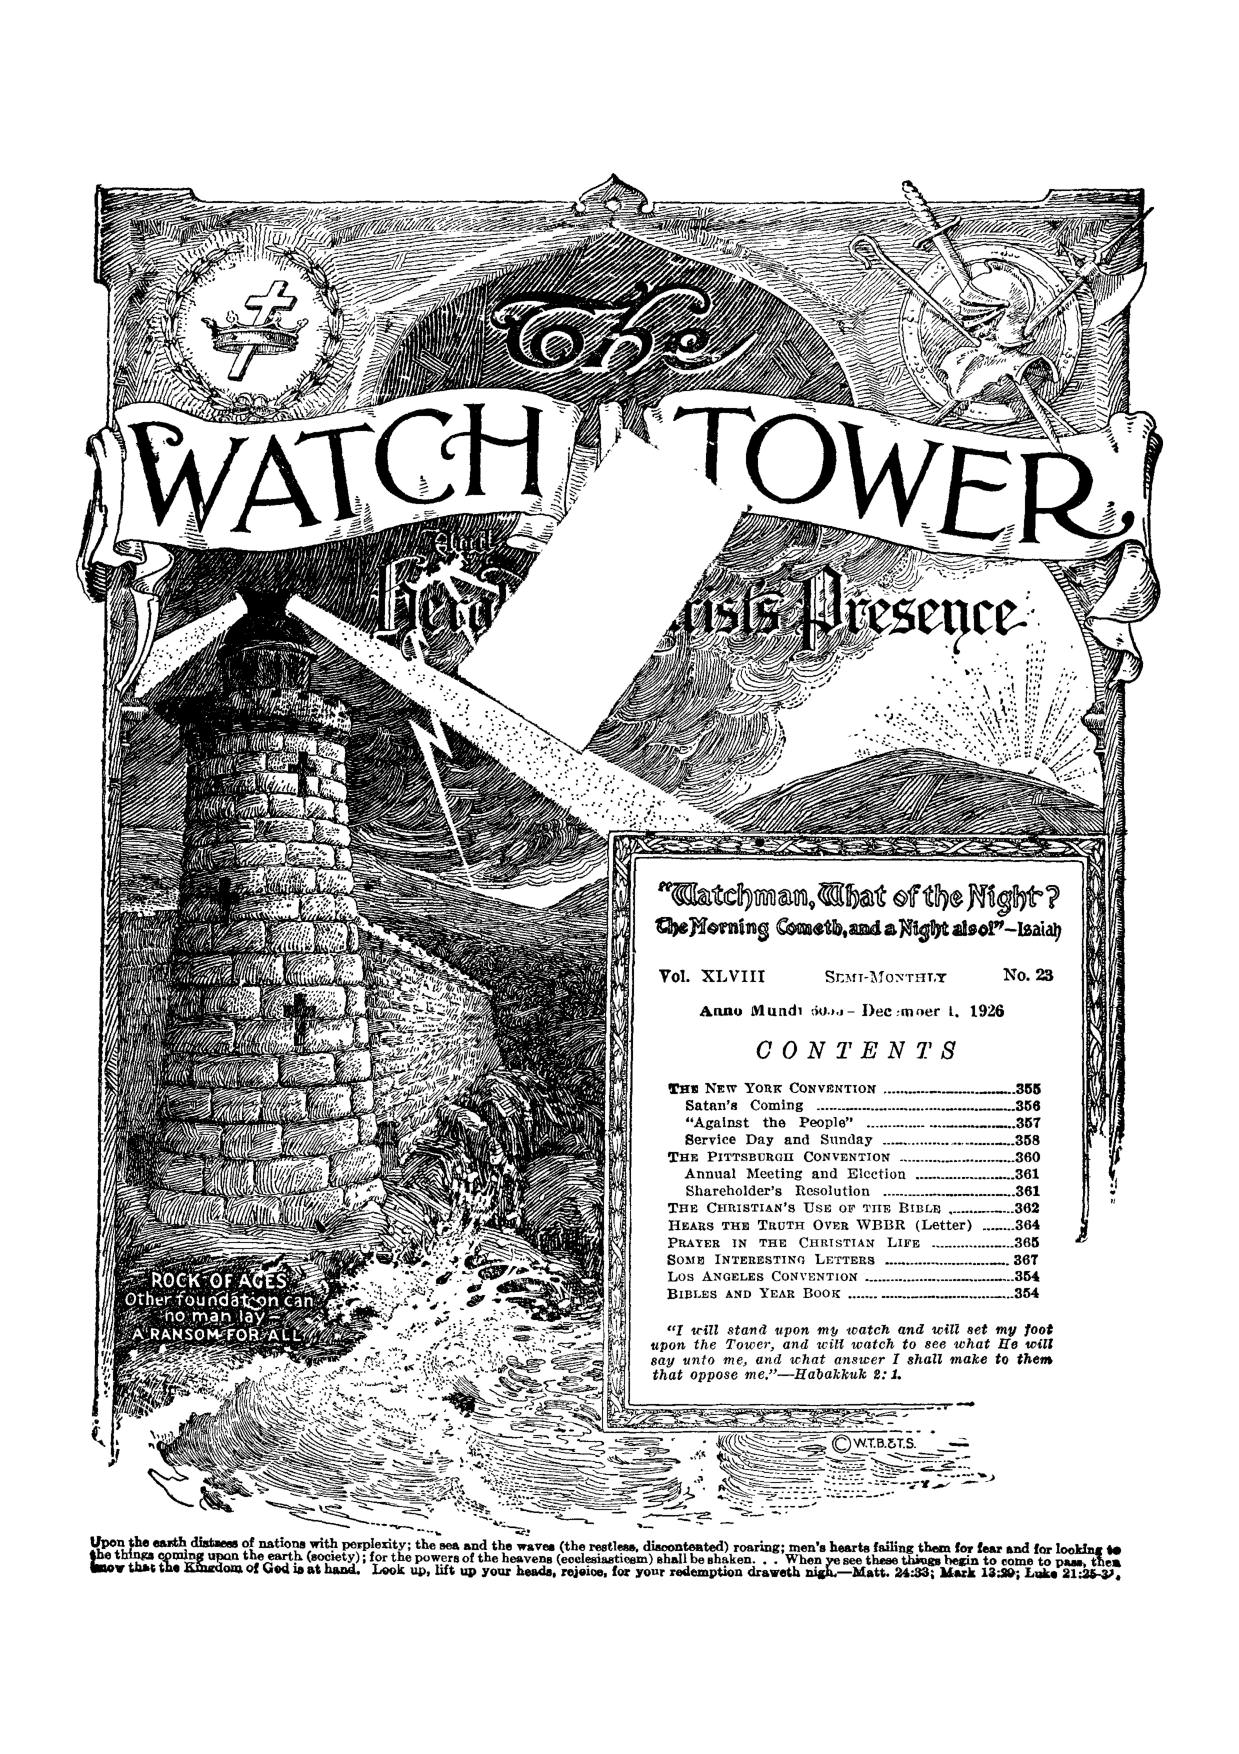 The
WATCH TOWER
And
Presence
"Watchman, What of the Night?
The Morning Cometh, and a Night also!"—Isaiah
Vol. XLVIII SEMI-MONTHLY No. 23
Anno Mundi – December 1, 1926
CONTENTS
THE NEW YORK CONVENTION 355
Satan's Coming 356
"Against the People" 357
Service Day and Sunday 358
THE PITTSBURGH CONVENTION 360
Annual Meeting and Election 361
Shareholder's Resolution 361
THE CHRISTIAN'S USE OF THE BIBLE 362
HEARS THE TRUTH OVER WBBR (Letter) 364
PRAYER IN THE CHRISTIAN LIFE 365
SOME INTERESTING LETTERS 367
LOS ANGELES CONVENTION 354
BIBLES AND YEAR BOOK 354
"I will stand upon my watch and will set my foot
upon the Tower, and will watch to see what He will
say unto me, and what answer I shall make to them
that oppose me."—Habakkuk 2:1.
ROCK OF AGES
Other foundation can
no man lay—
A RANSOM FOR ALL
©W.T.B.&T.S.
Upon the earth distress of nations with perplexity; the sea and the waves (the restless, discontented) roaring; men's hearts failing them for fear and for looking to
the things coming upon the earth (society); for the powers of the heavens (ecclesiasticsm) shall be shaken. . . When ye see these things begin to come to pass, then
know that the Kingdom of God is at hand. Look up, lift up your heads, rejoice, for your redemption draweth nigh.—Matt. 24:33; Mark 13:29; Luke